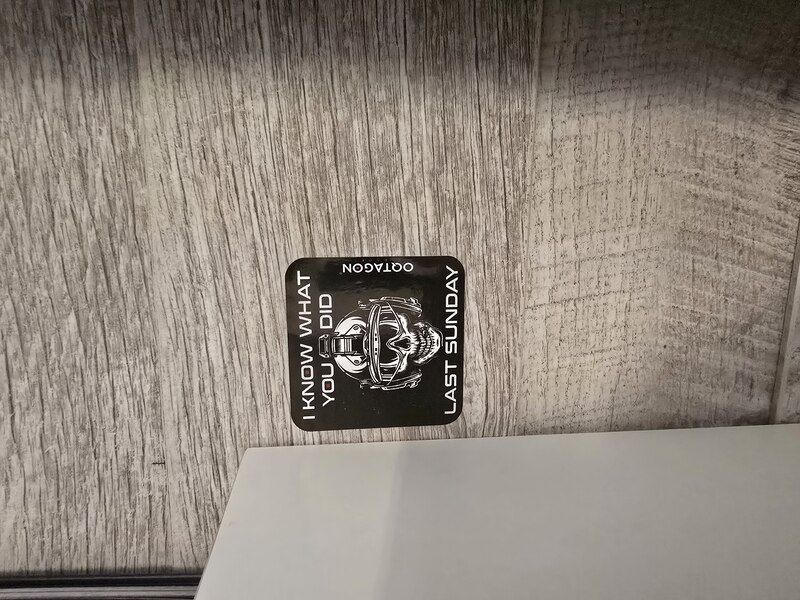 I KNOW WHAT
YOU DID
LAST SUNDAY
OQTAGON